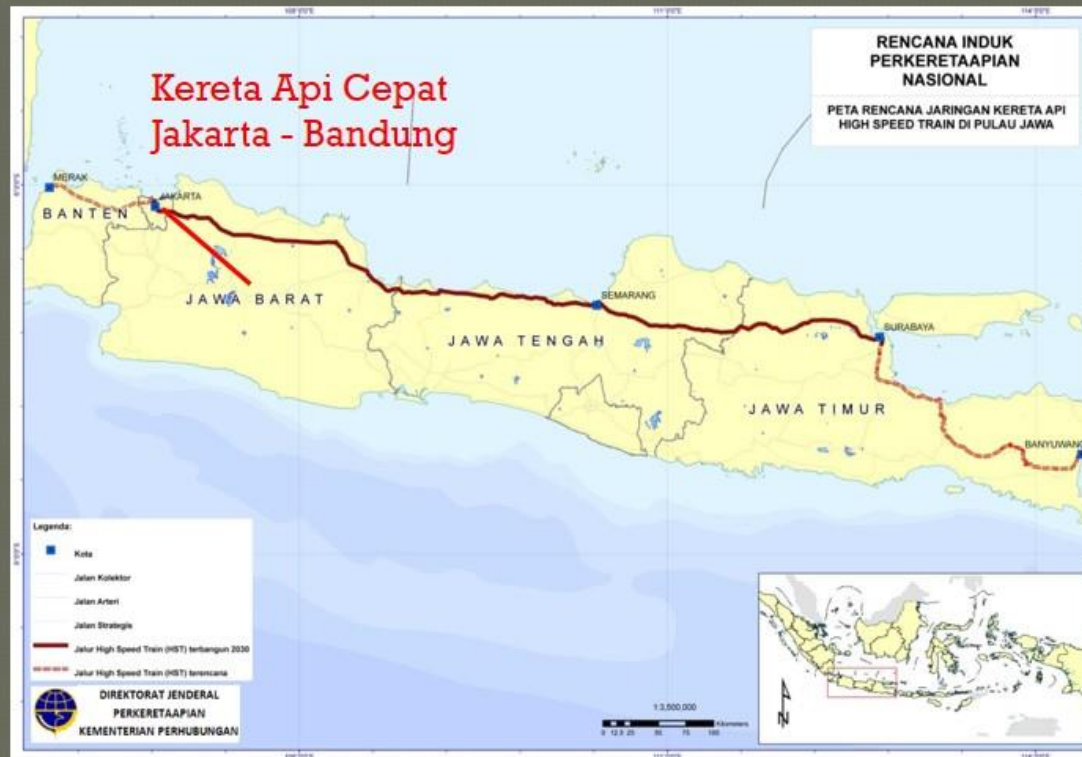 Kereta Api Cepat
Jakarta - Bandung
RENCANA INDUK
PERKERETAAPIAN
NASIONAL
PETA RENCANA JARINGAN KERETA API
HIGH SPEED TRAIN DI PULAU JAWA
MERAK
JAKARTA
BANTEN
JAWA BARAT
SEMARANG
JAWA TENGAH
SURABAYA
JAWA TIMUR
BANYUWANG
Legenda:
Kota
Jalan Kolektor
Jalan Arteri
Jalan Strategis
Jalur High Speed Train (HST) terbangun 2030
Jalur High Speed Train (HST) terencana
DIREKTORAT JENDERAL
PERKERETAAPIAN
KEMENTERIAN PERHUBUNGAN
1:3,500,000
Kilometers